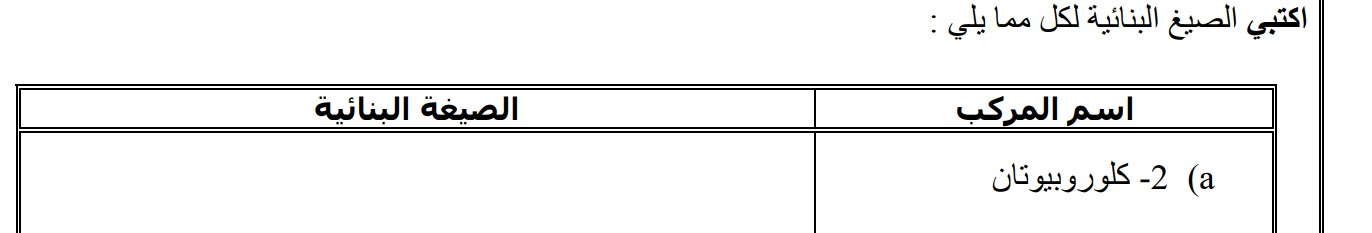 اكتبي الصيغ البنائية لكل مما يلي :
اسم المركب الصيغة البنائية
a) 2- كلوروبيوتان